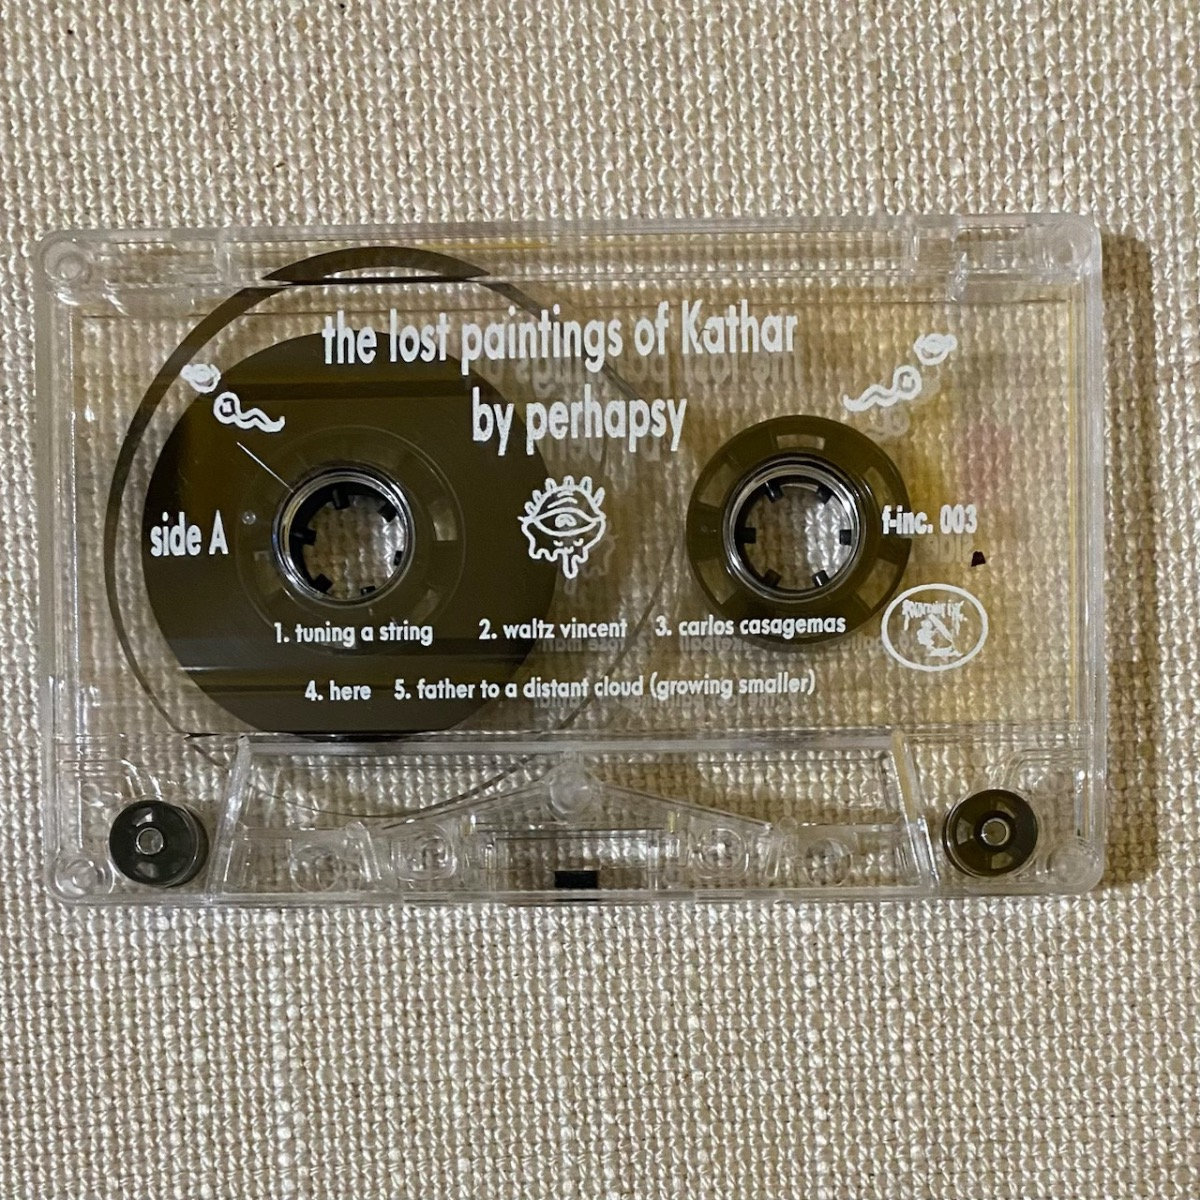 the lost paintings of Kathar
by perhapsy
side A
f-inc. 003
1. tuning a string 2. waltz vincent 3. carlos casagemas
4. here 5. father to a distant cloud (growing smaller)